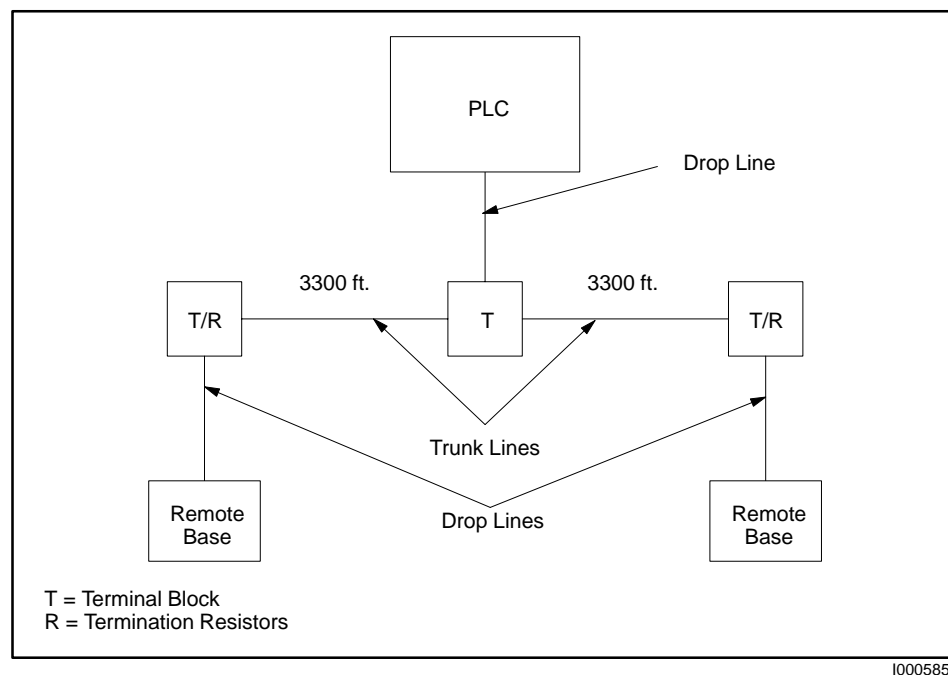 PLC
Drop Line
3300 ft.
3300 ft.
T/R
T
T/R
Trunk Lines
Remote
Base
Drop Lines
Remote
Base
T = Terminal Block
R = Termination Resistors
I000585